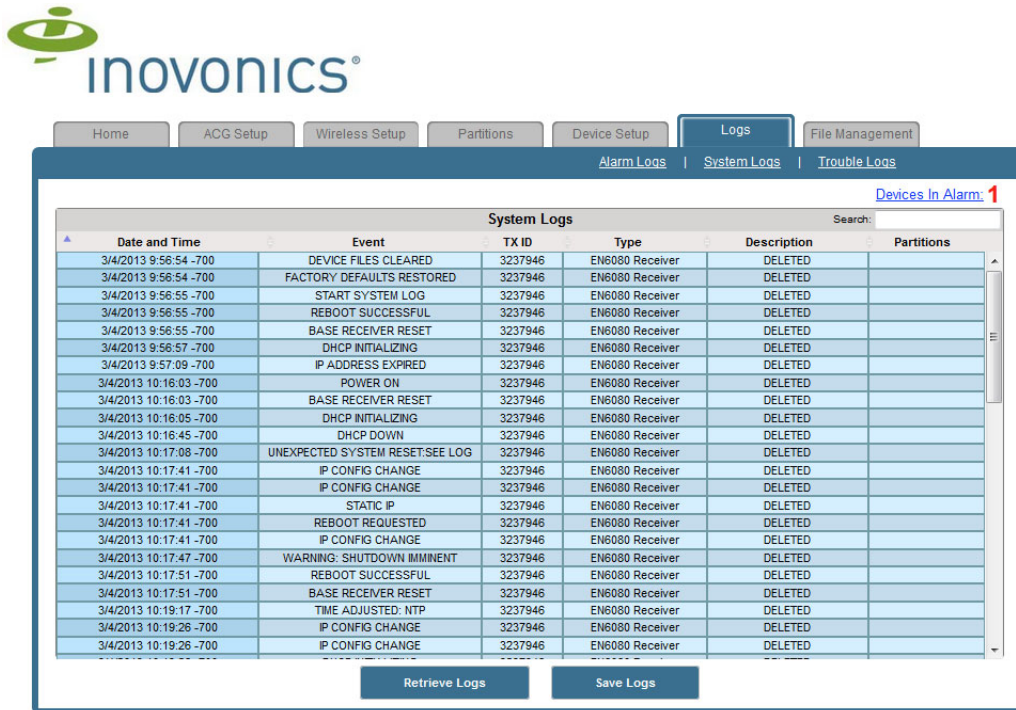 INOVONICS®
Home ACG Setup Wireless Setup Partitions Device Setup Logs File Management
Alarm Logs | System Logs | Trouble Logs
Devices In Alarm: 1
System Logs Search:
Date and Time Event TX ID Type Description Partitions
3/4/2013 9:56:54 -700 DEVICE FILES CLEARED 3237946 EN6080 Receiver DELETED
3/4/2013 9:56:54 -700 FACTORY DEFAULTS RESTORED 3237946 EN6080 Receiver DELETED
3/4/2013 9:56:55 -700 START SYSTEM LOG 3237946 EN6080 Receiver DELETED
3/4/2013 9:56:55 -700 REBOOT SUCCESSFUL 3237946 EN6080 Receiver DELETED
3/4/2013 9:56:55 -700 BASE RECEIVER RESET 3237946 EN6080 Receiver DELETED
3/4/2013 9:56:57 -700 DHCP INITIALIZING 3237946 EN6080 Receiver DELETED
3/4/2013 9:57:09 -700 IP ADDRESS EXPIRED 3237946 EN6080 Receiver DELETED
3/4/2013 10:16:03 -700 POWER ON 3237946 EN6080 Receiver DELETED
3/4/2013 10:16:03 -700 BASE RECEIVER RESET 3237946 EN6080 Receiver DELETED
3/4/2013 10:16:05 -700 DHCP INITIALIZING 3237946 EN6080 Receiver DELETED
3/4/2013 10:16:45 -700 DHCP DOWN 3237946 EN6080 Receiver DELETED
3/4/2013 10:17:08 -700 UNEXPECTED SYSTEM RESET:SEE LOG 3237946 EN6080 Receiver DELETED
3/4/2013 10:17:41 -700 IP CONFIG CHANGE 3237946 EN6080 Receiver DELETED
3/4/2013 10:17:41 -700 IP CONFIG CHANGE 3237946 EN6080 Receiver DELETED
3/4/2013 10:17:41 -700 STATIC IP 3237946 EN6080 Receiver DELETED
3/4/2013 10:17:41 -700 REBOOT REQUESTED 3237946 EN6080 Receiver DELETED
3/4/2013 10:17:41 -700 IP CONFIG CHANGE 3237946 EN6080 Receiver DELETED
3/4/2013 10:17:47 -700 WARNING: SHUTDOWN IMMINENT 3237946 EN6080 Receiver DELETED
3/4/2013 10:17:51 -700 REBOOT SUCCESSFUL 3237946 EN6080 Receiver DELETED
3/4/2013 10:17:51 -700 BASE RECEIVER RESET 3237946 EN6080 Receiver DELETED
3/4/2013 10:19:17 -700 TIME ADJUSTED: NTP 3237946 EN6080 Receiver DELETED
3/4/2013 10:19:26 -700 IP CONFIG CHANGE 3237946 EN6080 Receiver DELETED
3/4/2013 10:19:26 -700 IP CONFIG CHANGE 3237946 EN6080 Receiver DELETED
Retrieve Logs Save Logs